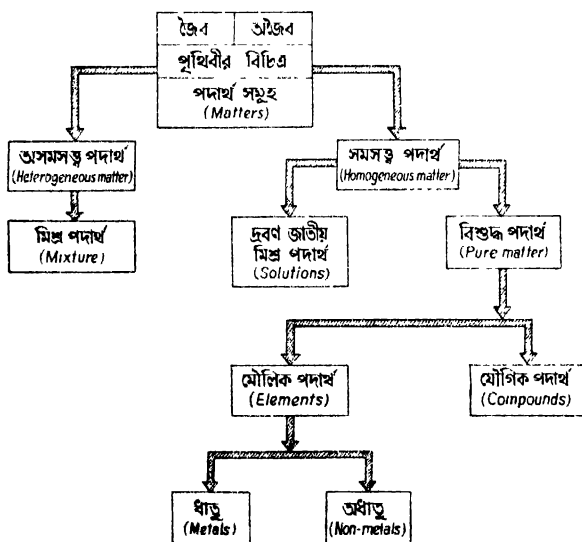 জৈব অজৈব
পৃথিবীর বিচিত্র
পদার্থ সমূহ
(Matters)
অসমসত্ত্ব পদার্থ
(Heterogeneous matter)
সমসত্ত্ব পদার্থ
(Homogeneous matter)
মিশ্র পদার্থ
(Mixture)
দ্রবণ জাতীয়
মিশ্র পদার্থ
(Solutions)
বিশুদ্ধ পদার্থ
(Pure matter)
মৌলিক পদার্থ
(Elements)
যৌগিক পদার্থ
(Compounds)
ধাতু
(Metals)
অধাতু
(Non-metals)